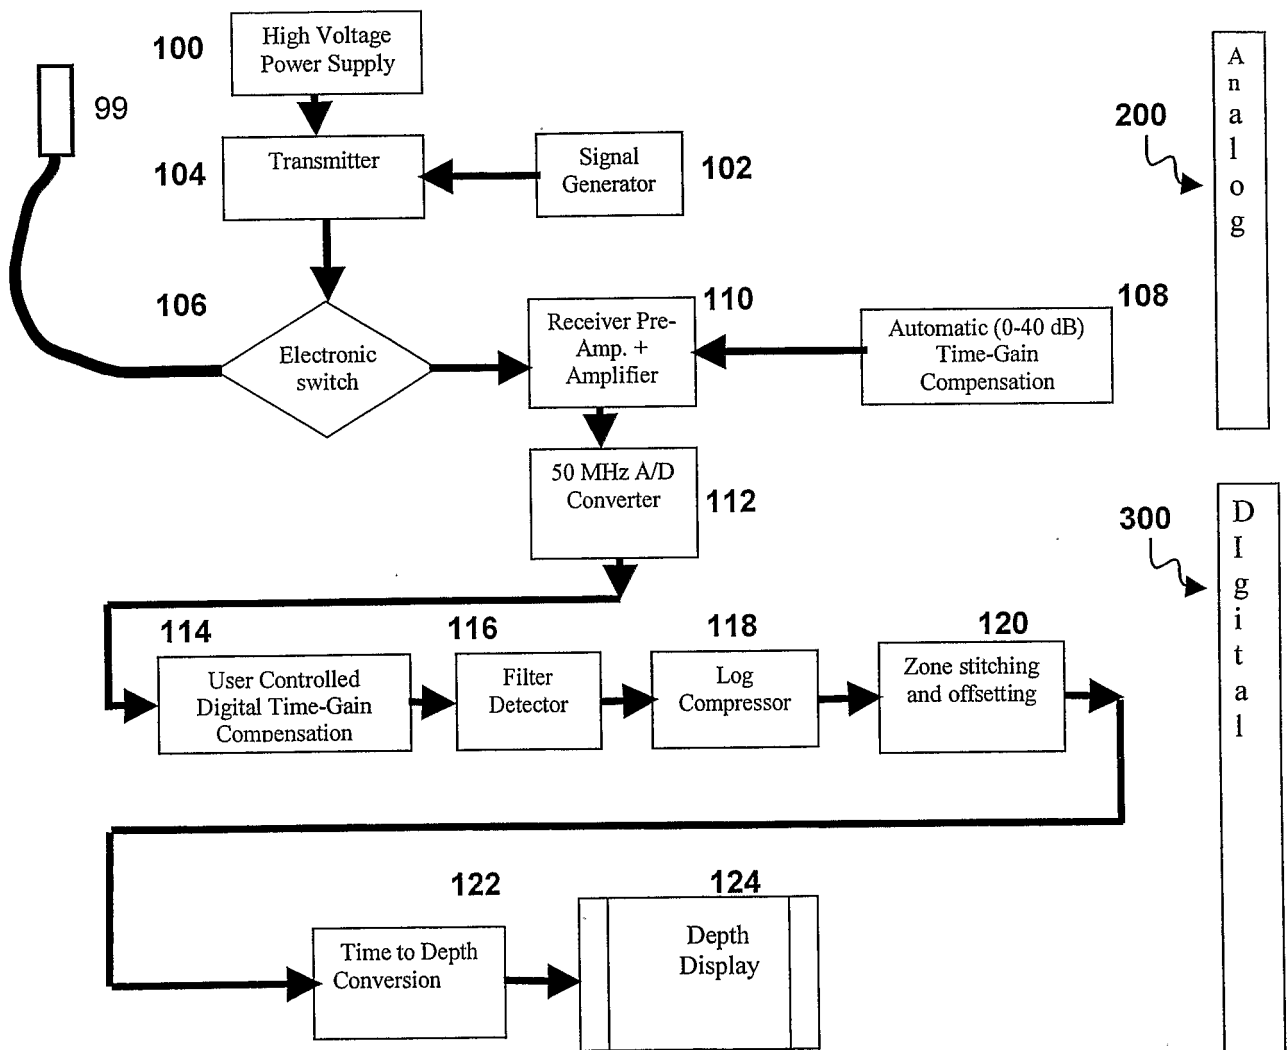 100
High Voltage
Power Supply
99
104
Transmitter
Signal
Generator
102
200
A
n
a
l
o
g
106
Electronic
switch
110
Receiver Pre-
Amp. +
Amplifier
108
Automatic (0-40 dB)
Time-Gain
Compensation
50 MHz A/D
Converter
112
300
D
I
g
i
t
a
l
114
User Controlled
Digital Time-Gain
Compensation
116
Filter
Detector
118
Log
Compressor
120
Zone stitching
and offsetting
122
Time to Depth
Conversion
124
Depth
Display